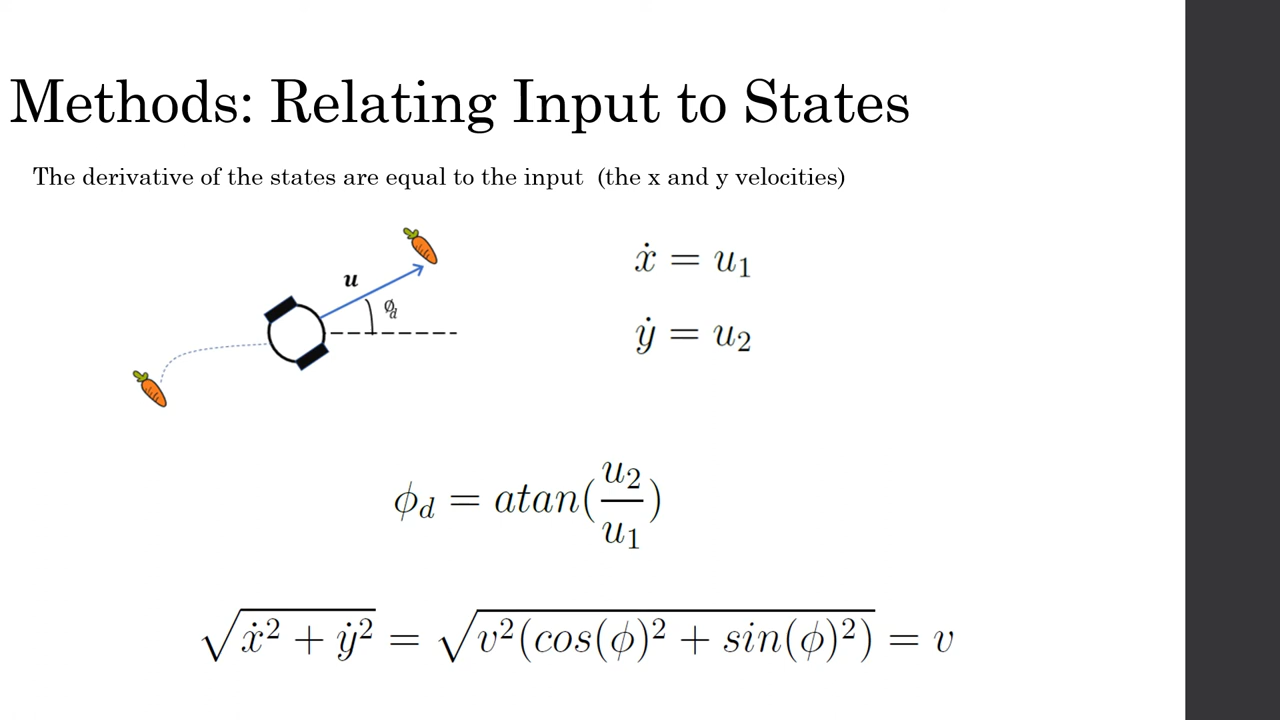 Methods: Relating Input to States
The derivative of the states are equal to the input (the x and y velocities)
u
ϕd
ẋ = u₁
ẏ = u₂
ϕd = atan(u₂/u₁)
√(ẋ² + ẏ²) = √(v²(cos(ϕ)² + sin(ϕ)²)) = v